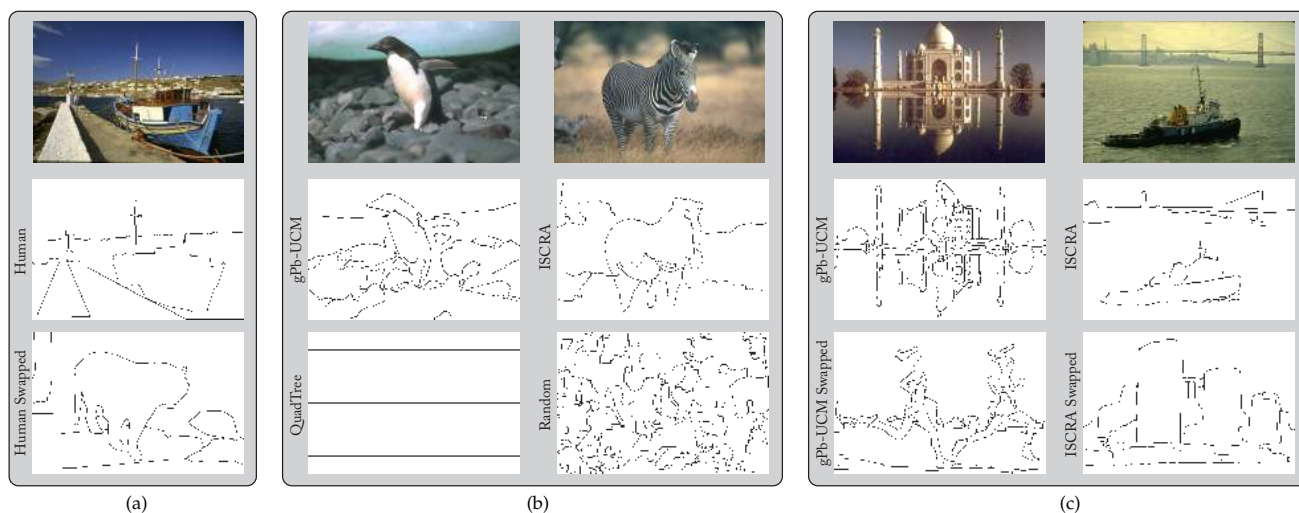 Human
Human Swapped
(a)
gPb-UCM
ISCRA
QuadTree
Random
(b)
gPb-UCM
ISCRA
gPb-UCM Swapped
ISCRA Swapped
(c)